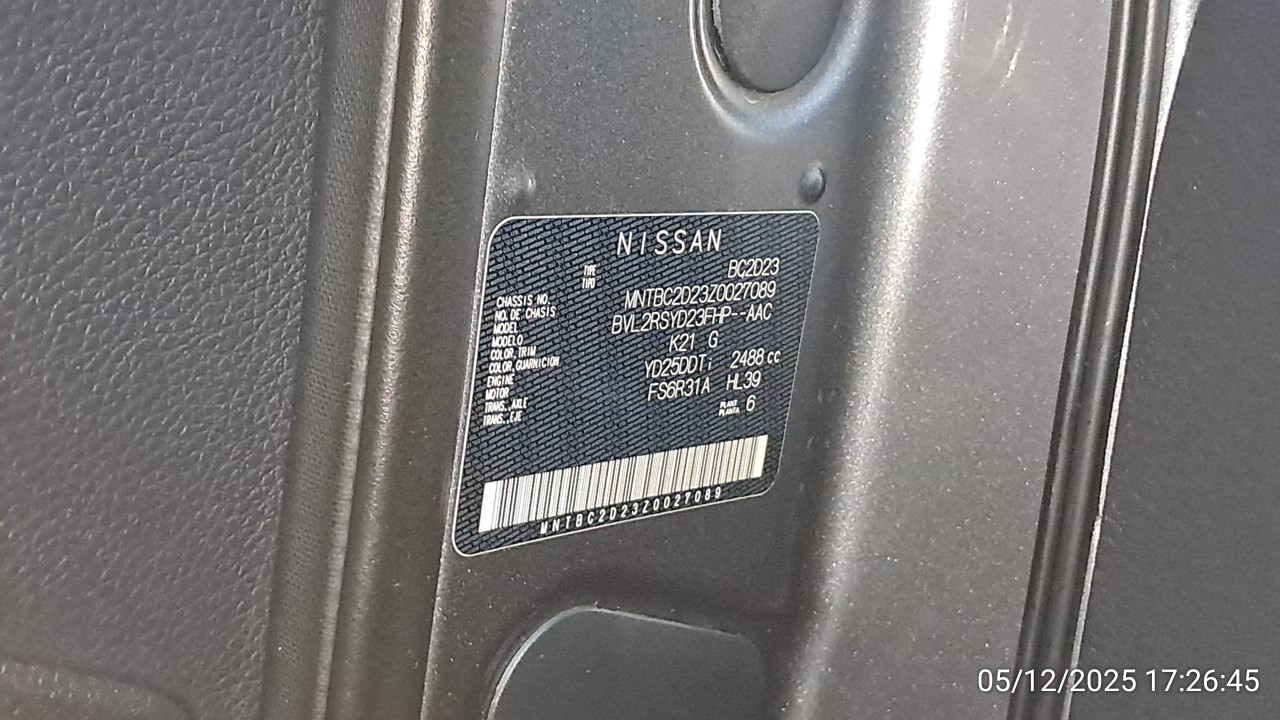 NISSAN
TYPE
TIPO
BC2D23
CHASSIS NO.
NO. DE CHASIS
MNTBC2D23Z0027089
MODEL
MODELO
BVL2RSYD23FHP--AAC
COLOR,TRIM
COLOR,GUARNICION
K21 G
ENGINE
MOTOR
YD25DDTi 2488 cc
TRANS.,AXLE
TRANS.,EJE
FS6R31A HL39
PLANT
PLANTA
6
MNTBC2D23Z0027089
05/12/2025 17:26:45